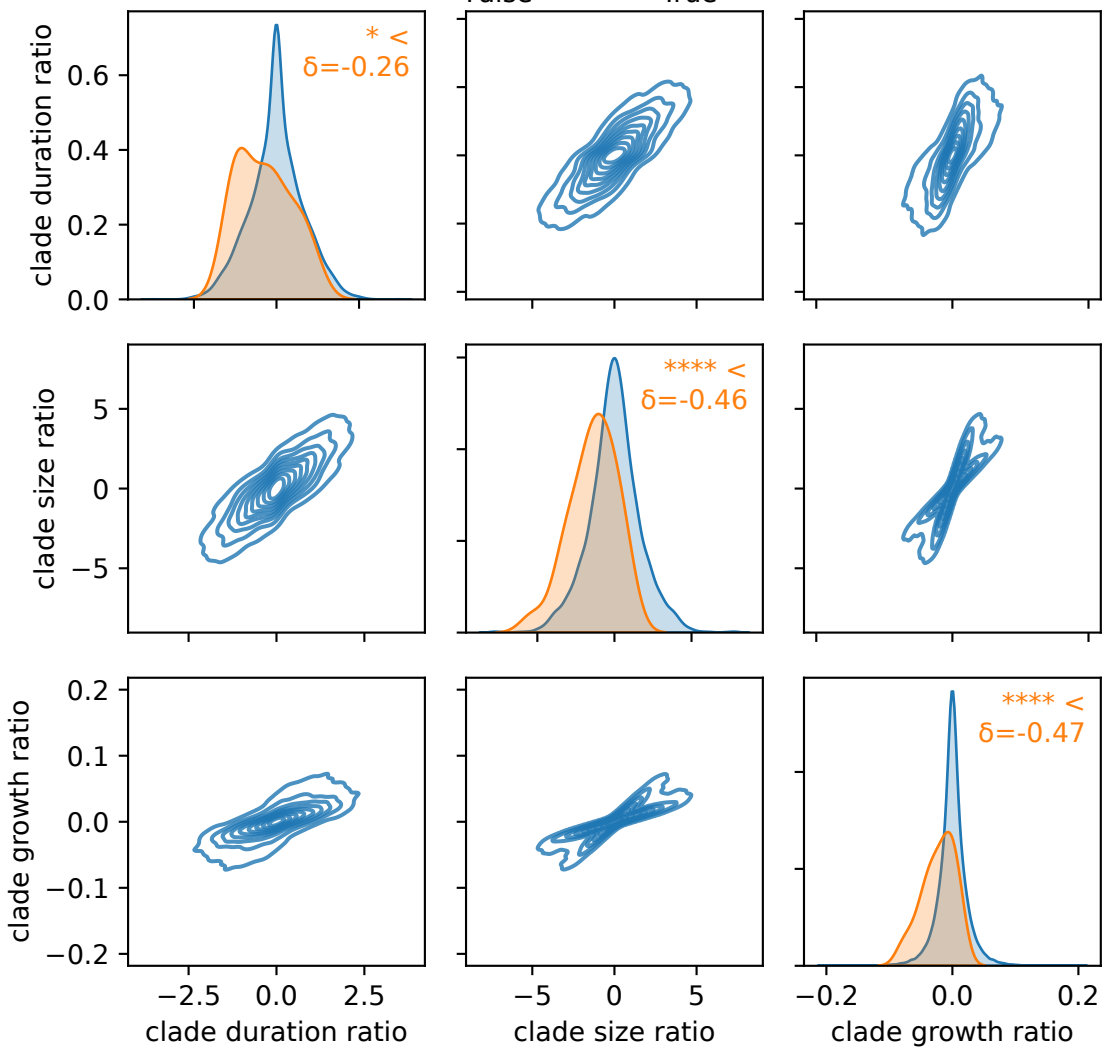 clade duration ratio
0.6
0.4
0.2
0.0
* <
δ=-0.26
clade size ratio
5
0
−5
**** <
δ=-0.46
clade growth ratio
0.2
0.1
0.0
−0.1
−0.2
**** <
δ=-0.47
−2.5 0.0 2.5
−5 0 5
−0.2 0.0 0.2
clade duration ratio
clade size ratio
clade growth ratio